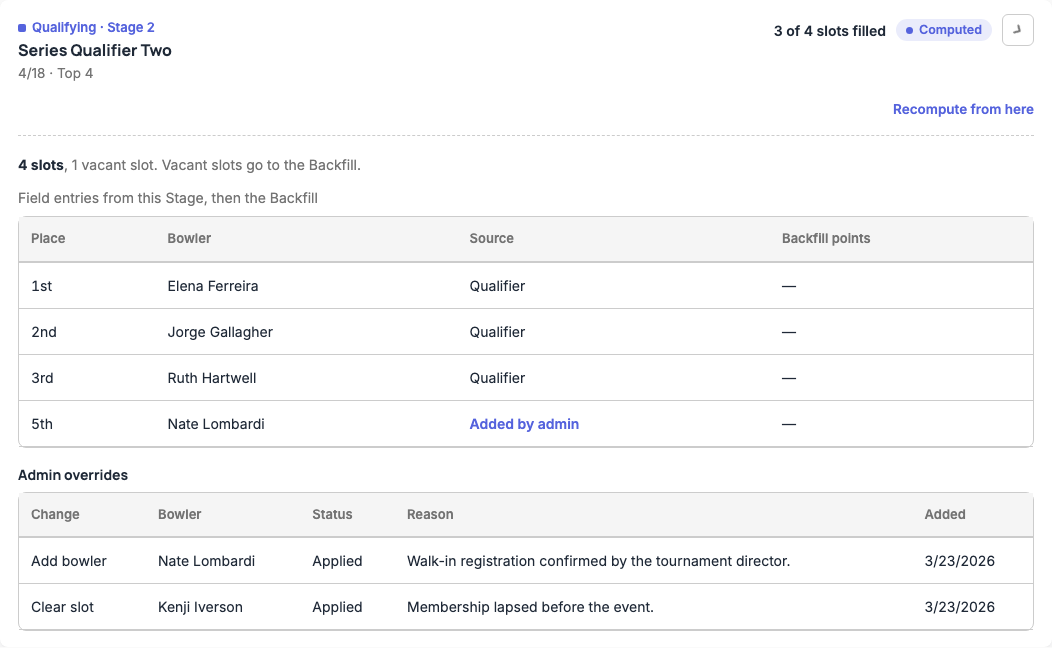 Qualifying · Stage 2
Series Qualifier Two
4/18 · Top 4
3 of 4 slots filled
Computed
Recompute from here
4 slots, 1 vacant slot. Vacant slots go to the Backfill.
Field entries from this Stage, then the Backfill
Place Bowler Source Backfill points
1st Elena Ferreira Qualifier —
2nd Jorge Gallagher Qualifier —
3rd Ruth Hartwell Qualifier —
5th Nate Lombardi Added by admin —
Admin overrides
Change Bowler Status Reason Added
Add bowler Nate Lombardi Applied Walk-in registration confirmed by the tournament director. 3/23/2026
Clear slot Kenji Iverson Applied Membership lapsed before the event. 3/23/2026